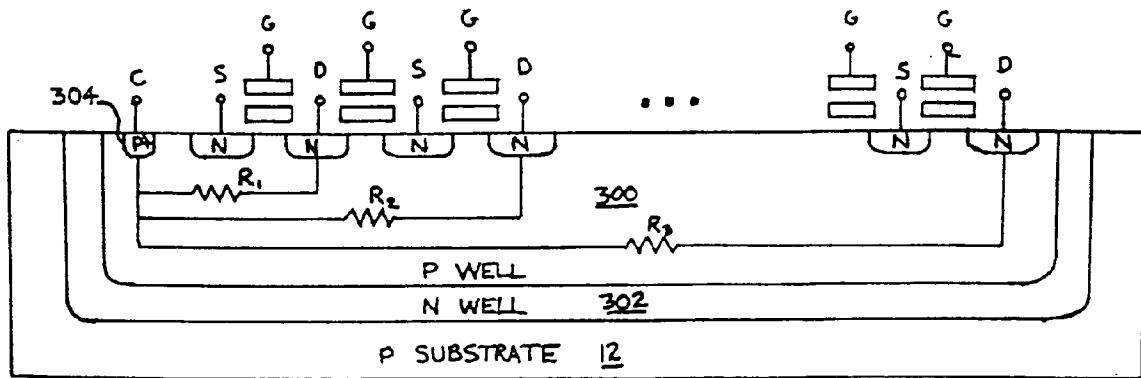 G G G G G
C S D S D S D
304
P+ N N N N N N
R1
R2
300
R3
P WELL
N WELL 302
P SUBSTRATE 12